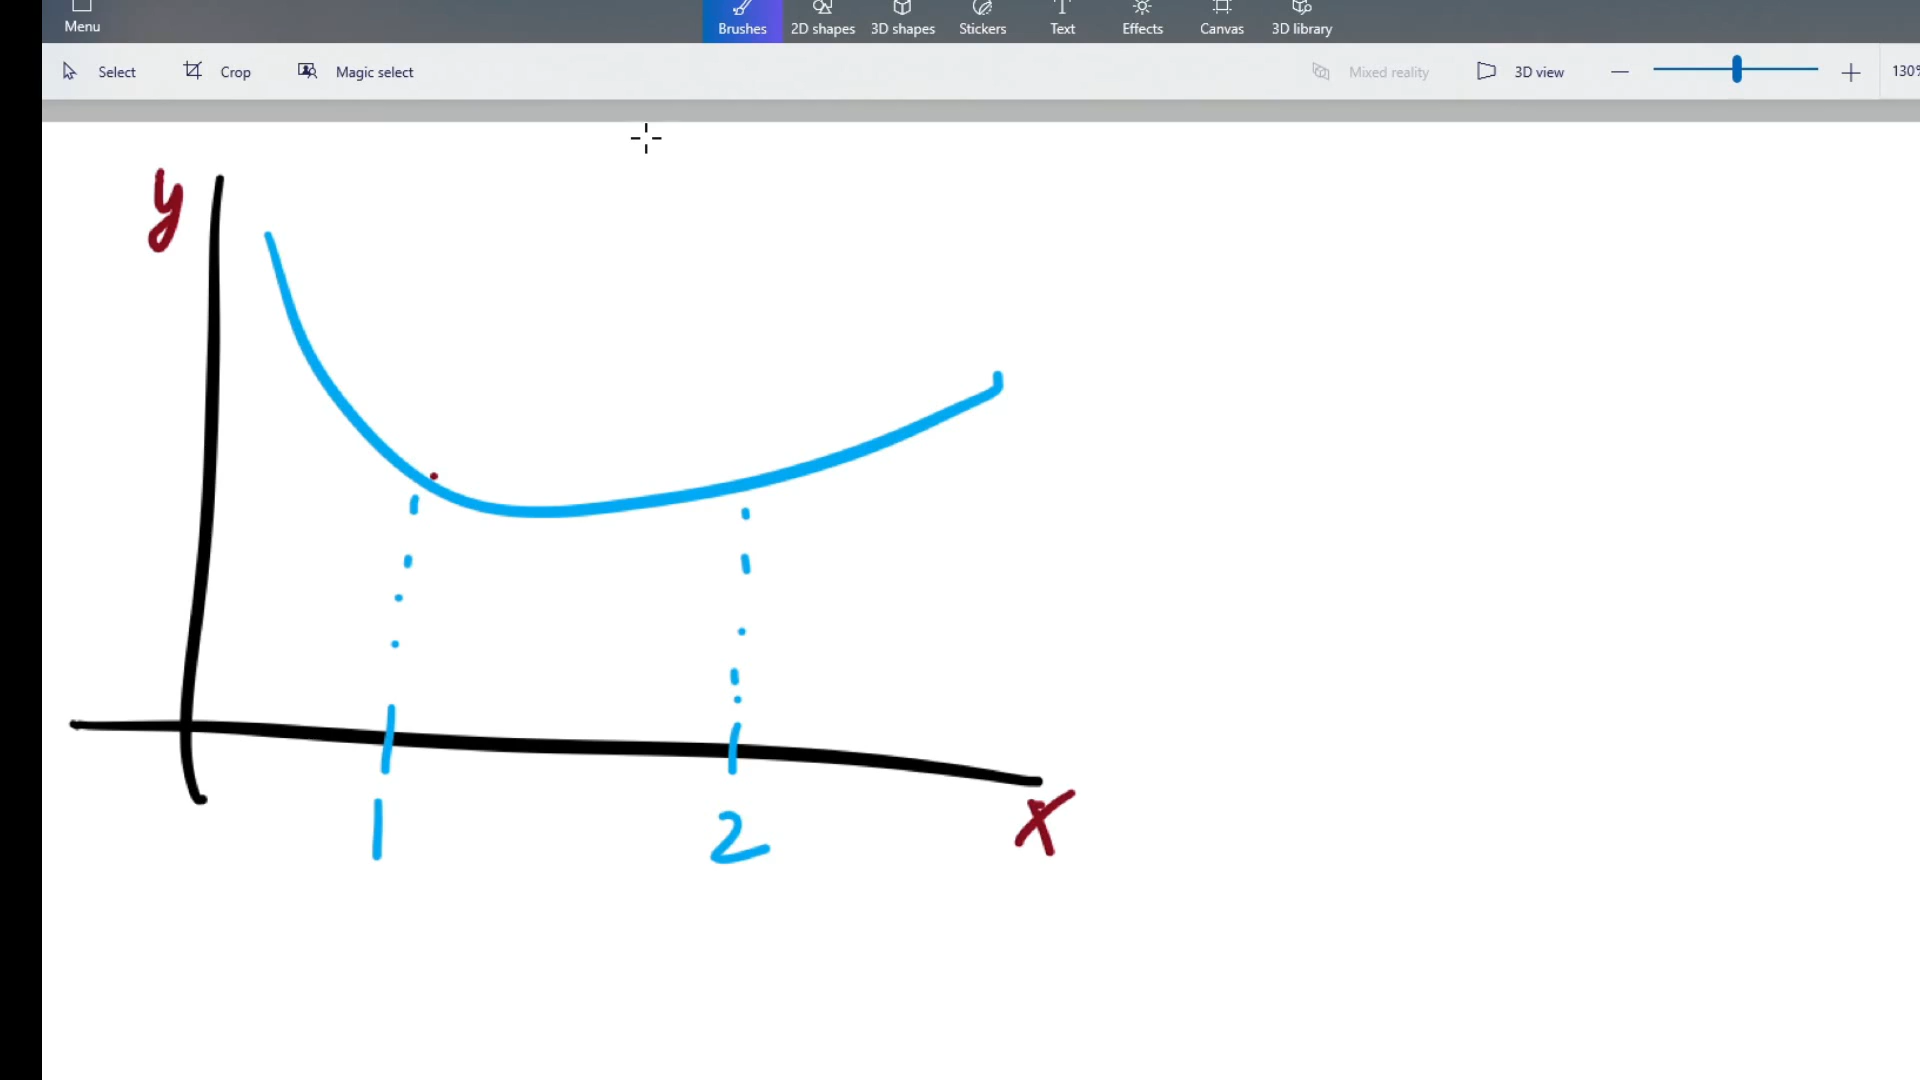 Menu
Brushes 2D shapes 3D shapes Stickers Text Effects Canvas 3D library
Select Crop Magic select Mixed reality 3D view 130%
y
1 2 x